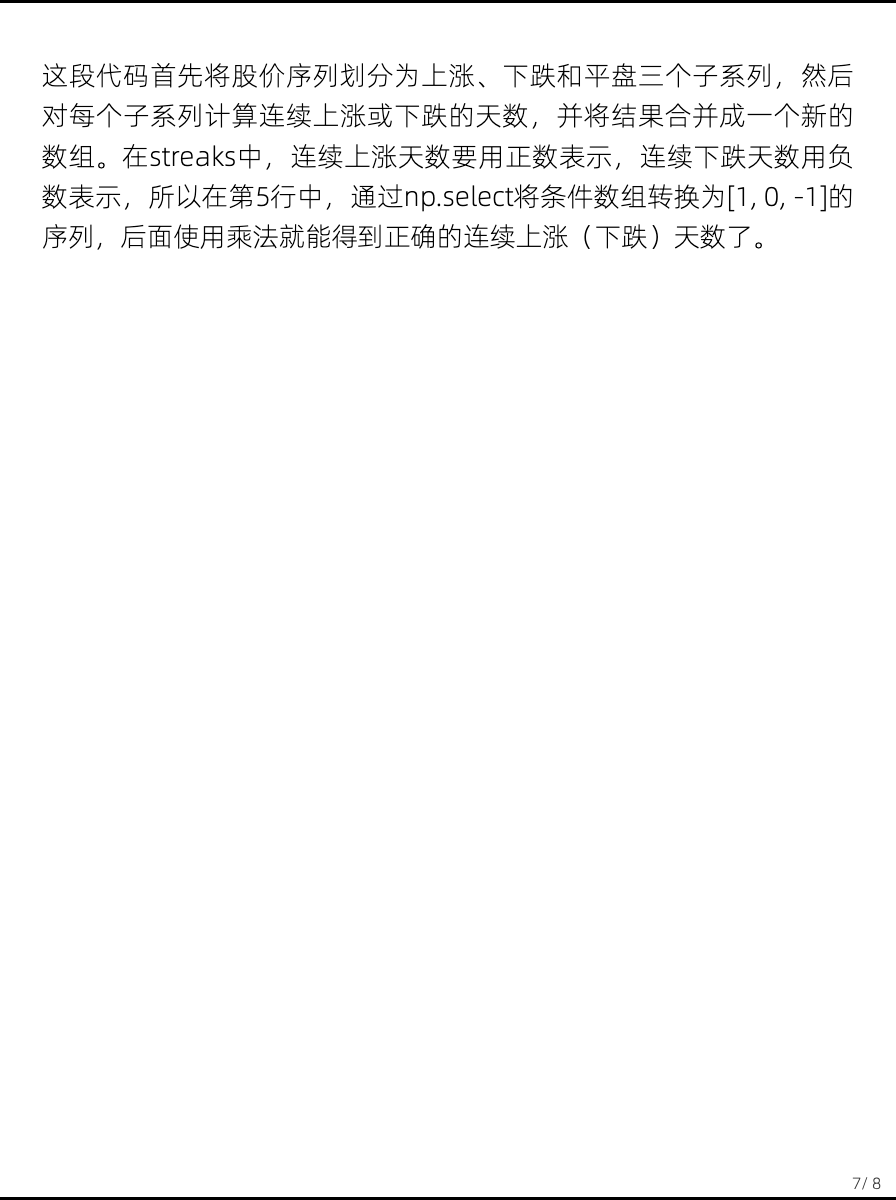 这段代码首先将股价序列划分为上涨、下跌和平盘三个子系列，然后
对每个子系列计算连续上涨或下跌的天数，并将结果合并成一个新的
数组。在streaks中，连续上涨天数要用正数表示，连续下跌天数用负
数表示，所以在第5行中，通过np.select将条件数组转换为[1, 0, -1]的
序列，后面使用乘法就能得到正确的连续上涨（下跌）天数了。
7/ 8